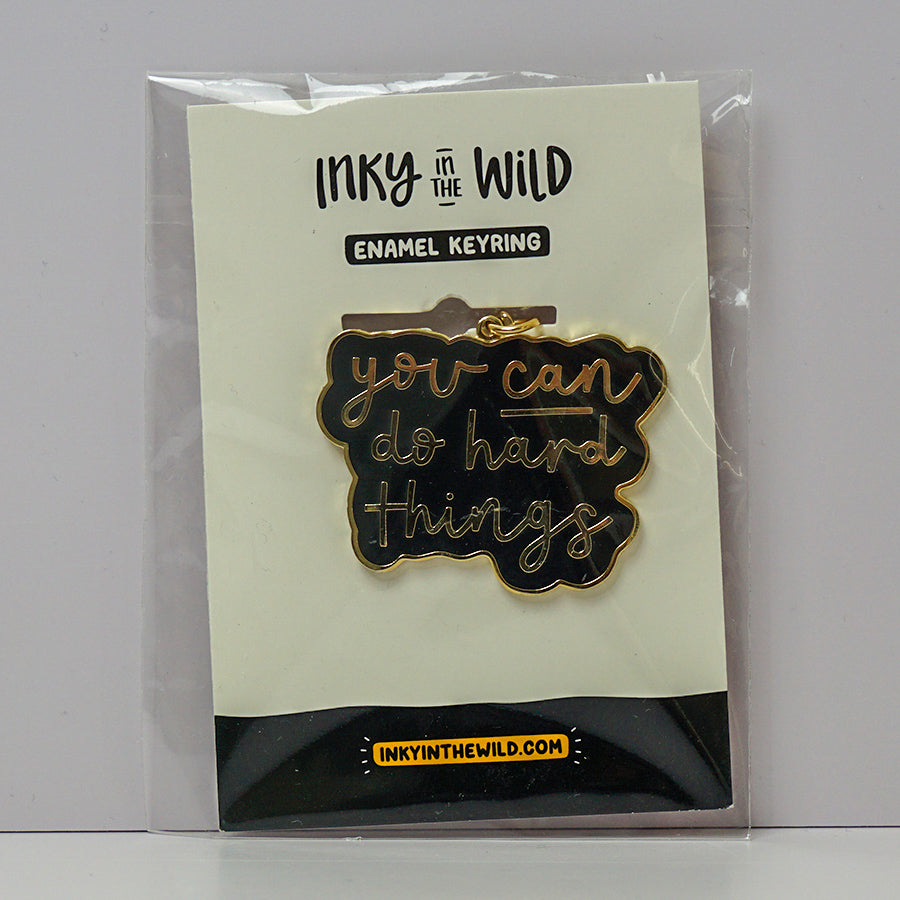 INKY IN THE WiLD
ENAMEL KEYRING
you can
do hard
things
INKYINTHEWILD.COM